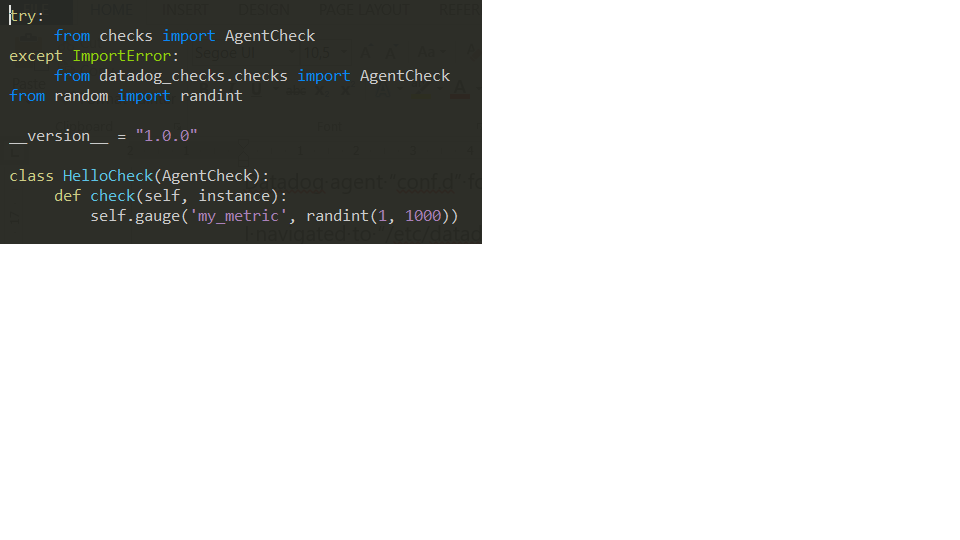 try:
     from checks import AgentCheck
except ImportError:
     from datadog_checks.checks import AgentCheck
from random import randint
__version__ = "1.0.0"
class HelloCheck(AgentCheck):
     def check(self, instance):
         self.gauge('my_metric', randint(1, 1000))